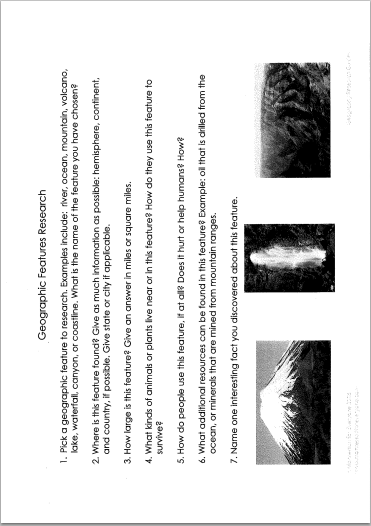 Geographic Features Research
1. Pick a geographic feature to research. Examples include: river, ocean, mountain, volcano,
lake, waterfall, canyon, or coastline. What is the name of the feature you have chosen?
2. Where is this feature found? Give as much information as possible: hemisphere, continent,
and country, if possible. Give state or city if applicable.
3. How large is this feature? Give an answer in miles or square miles.
4. What kinds of animals or plants live near or in this feature? How do they use this feature to
survive?
5. How do people use this feature, if at all? Does it hurt or help humans? How?
6. What additional resources can be found in this feature? Example: oil that is drilled from the
ocean, or minerals that are mined from mountain ranges.
7. Name one interesting fact you discovered about this feature.